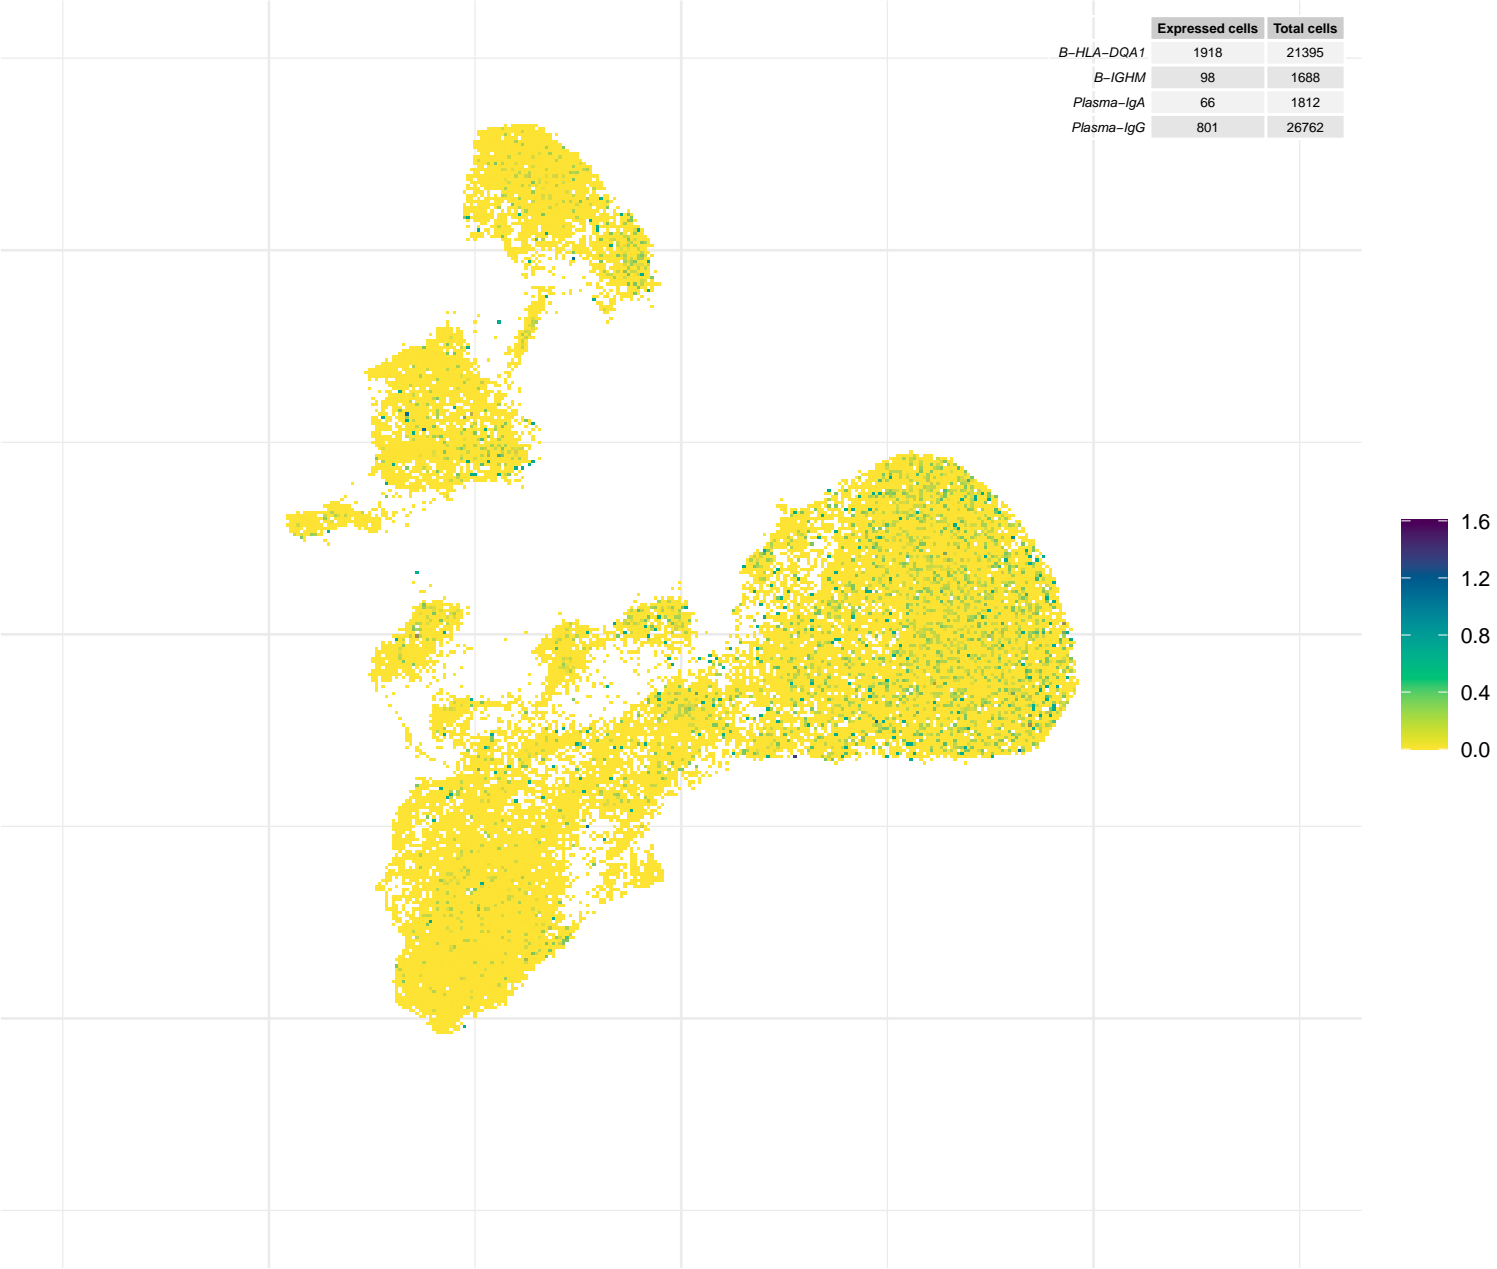 Expressed cells Total cells
B−HLA−DQA1 1918 21395
B−IGHM 98 1688
Plasma−IgA 66 1812
Plasma−IgG 801 26762
1.6
1.2
0.8
0.4
0.0